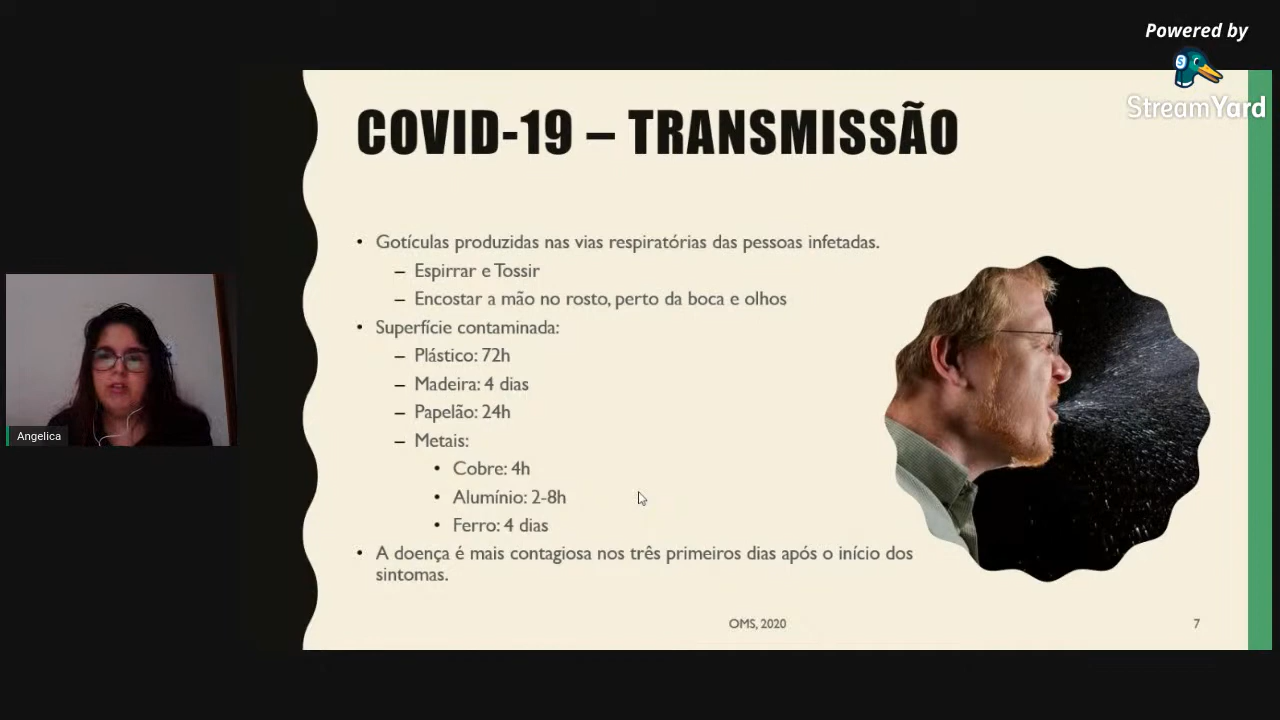 Powered by
StreamYard
COVID-19 – TRANSMISSÃO
• Gotículas produzidas nas vias respiratórias das pessoas infetadas.
– Espirrar e Tossir
– Encostar a mão no rosto, perto da boca e olhos
• Superfície contaminada:
– Plástico: 72h
– Madeira: 4 dias
– Papelão: 24h
– Metais:
• Cobre: 4h
• Alumínio: 2-8h
• Ferro: 4 dias
• A doença é mais contagiosa nos três primeiros dias após o início dos
sintomas.
OMS, 2020
7
Angelica